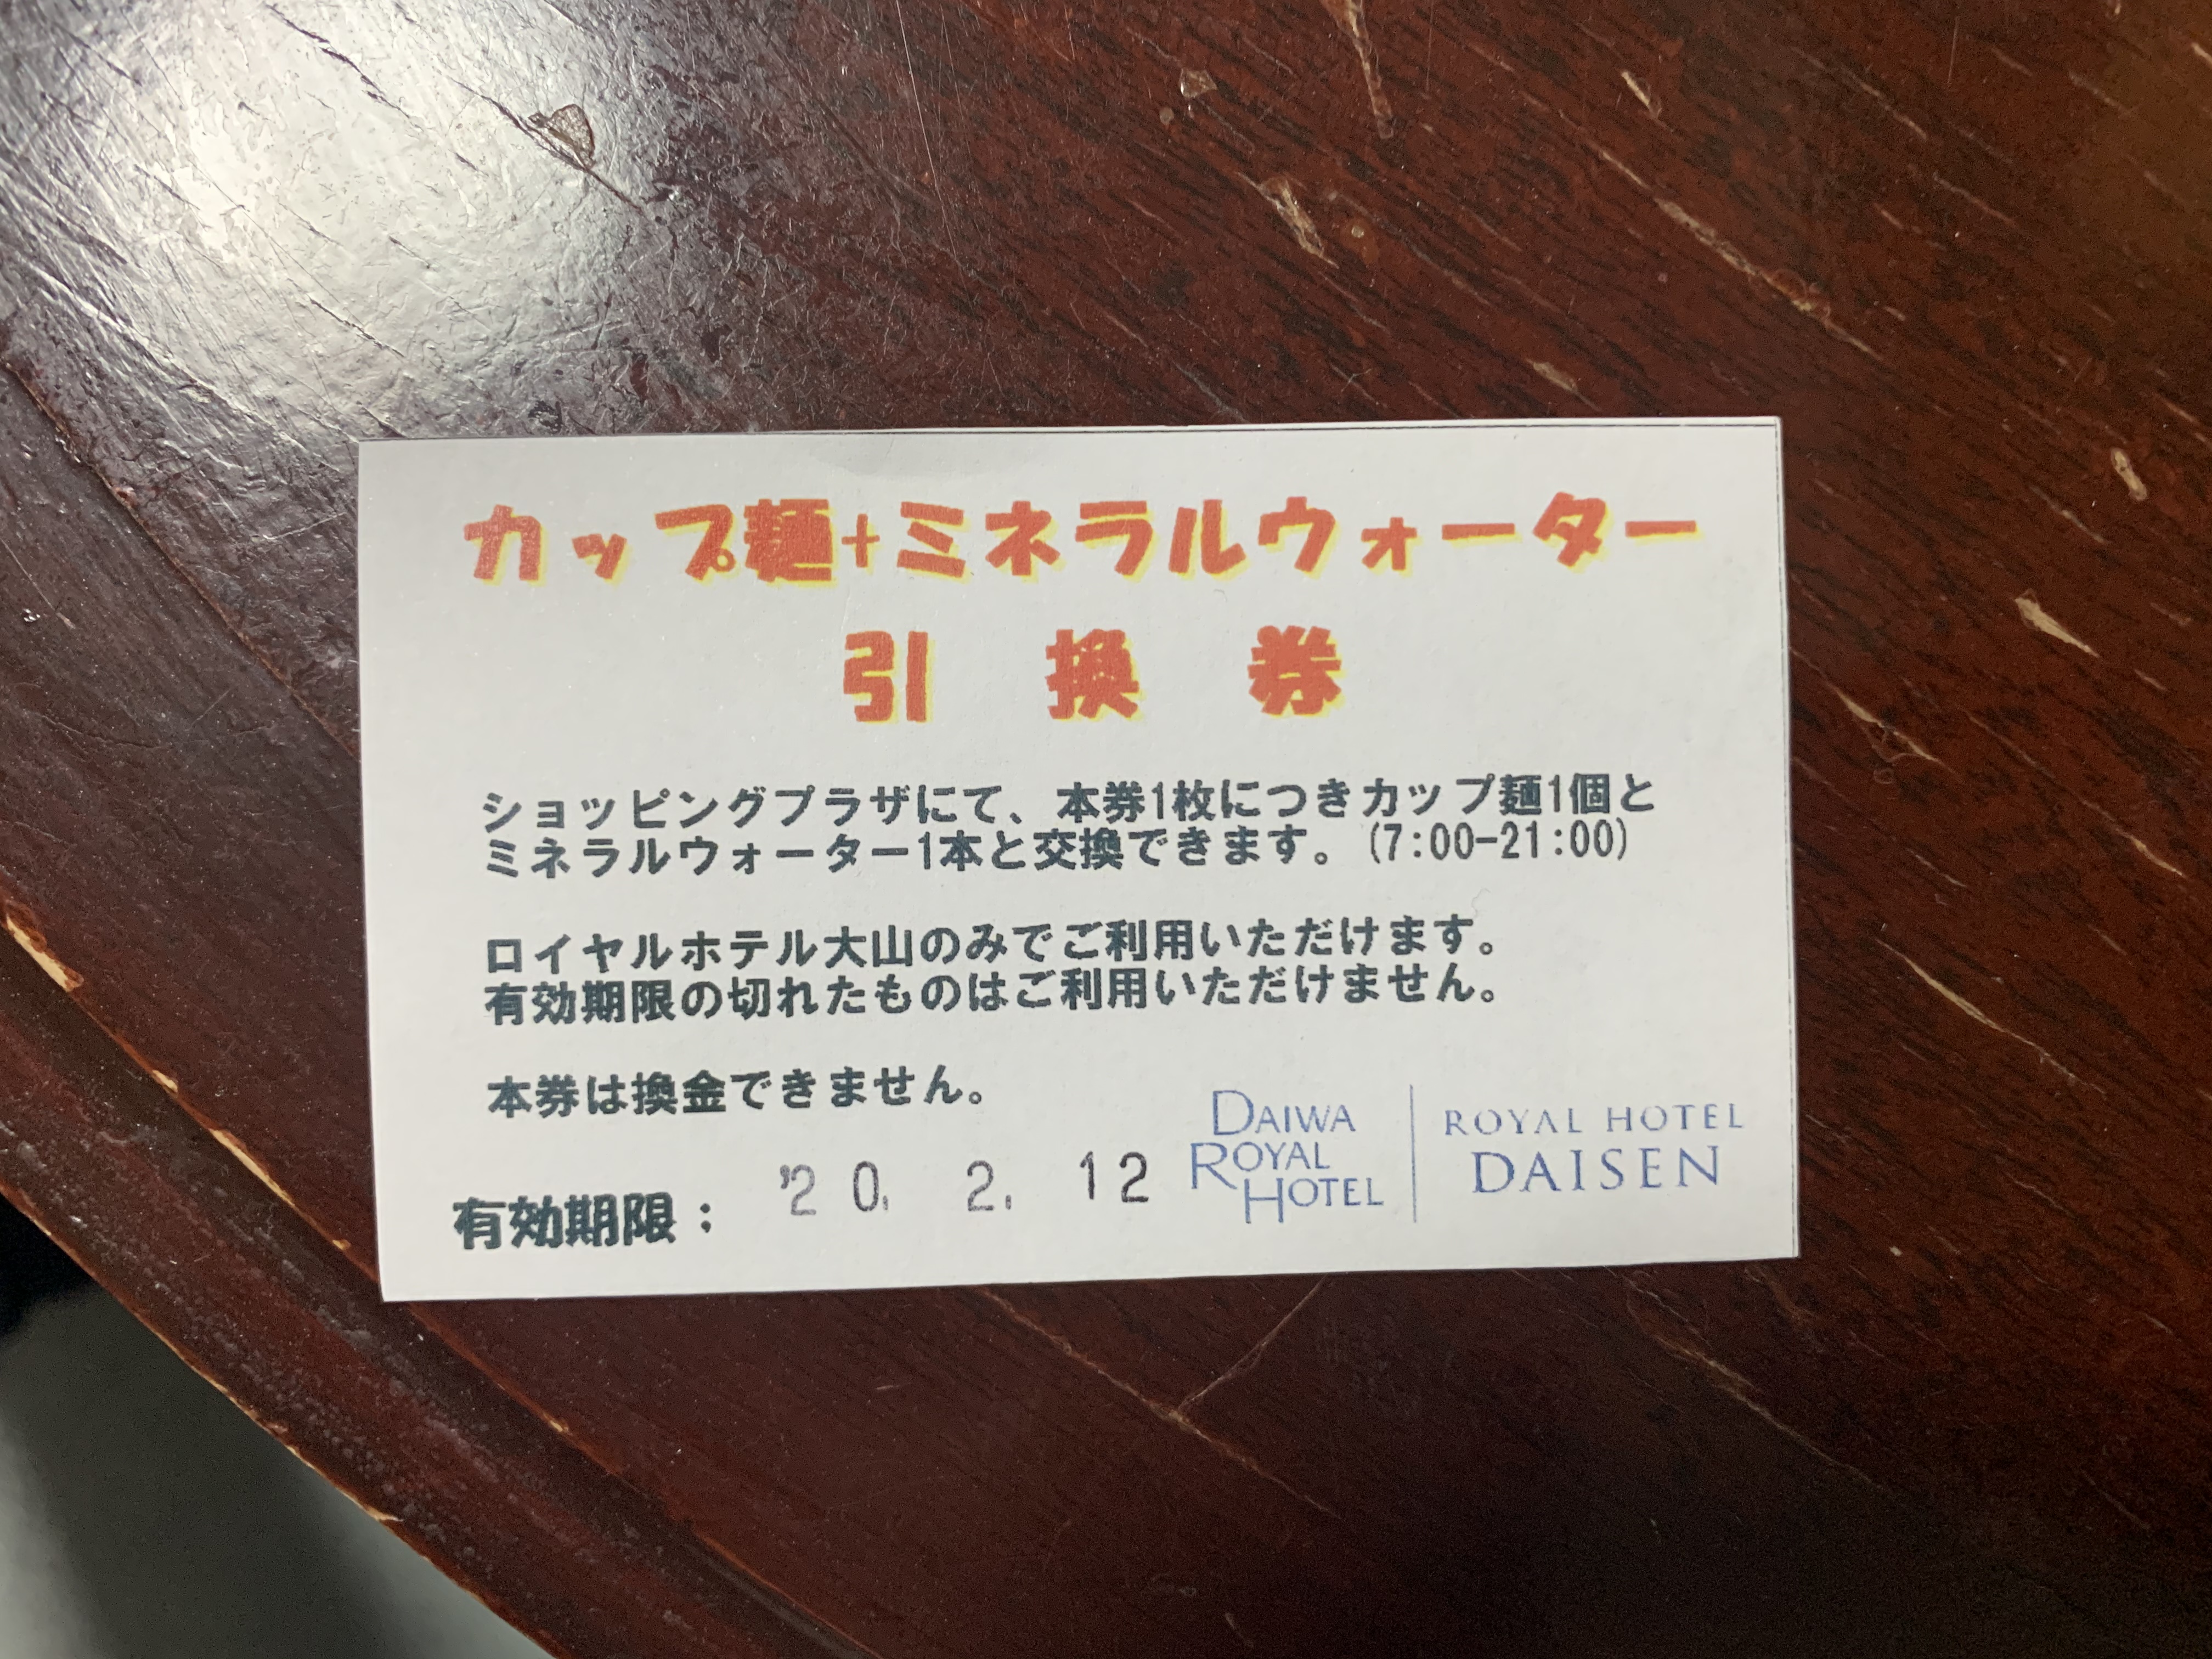 カップ麺+ミネラルウォーター
引 換 券
ショッピングプラザにて、本券1枚につきカップ麺1個と
ミネラルウォーター1本と交換できます。(7:00-21:00)
ロイヤルホテル大山のみでご利用いただけます。
有効期限の切れたものはご利用いただけません。
本券は換金できません。
有効期限： '20. 2. 12
DAIWA
ROYAL
HOTEL
ROYAL HOTEL
DAISEN